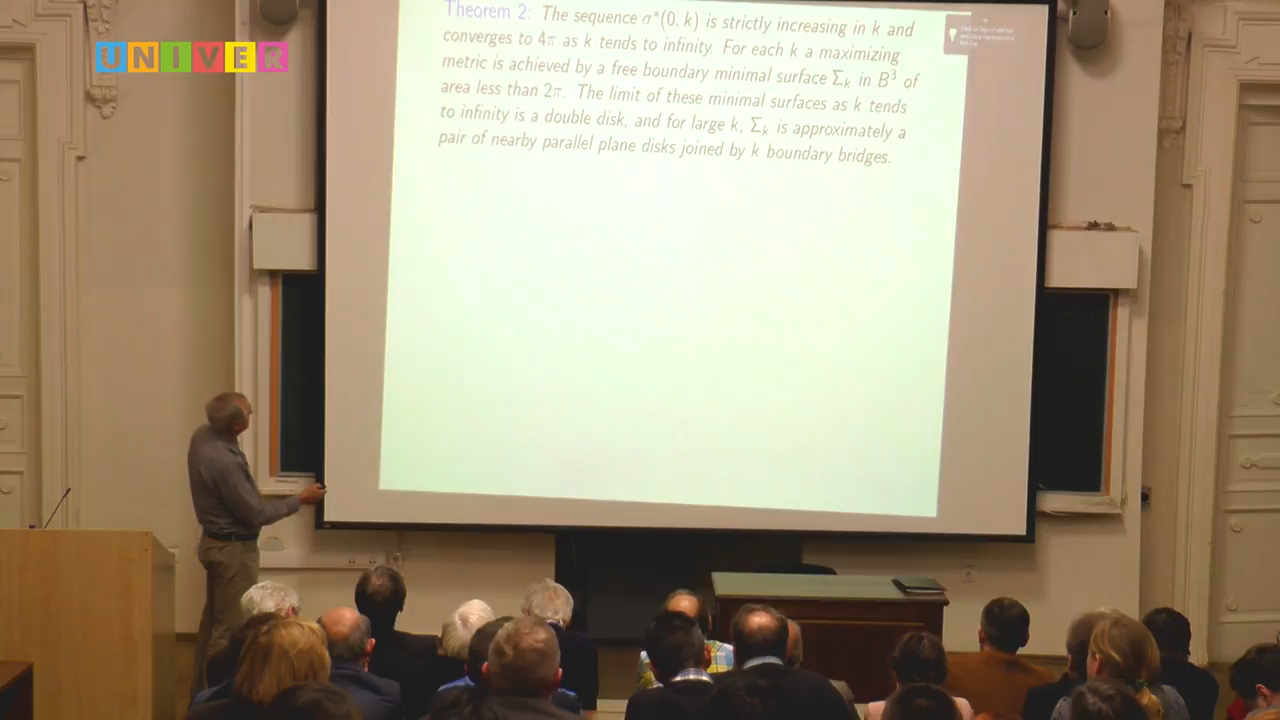 UNIVER
Theorem 2: The sequence σ*(0, k) is strictly increasing in k and
converges to 4π as k tends to infinity. For each k a maximizing
metric is achieved by a free boundary minimal surface Σₖ in B³ of
area less than 2π. The limit of these minimal surfaces as k tends
to infinity is a double disk, and for large k, Σₖ is approximately a
pair of nearby parallel plane disks joined by k boundary bridges.